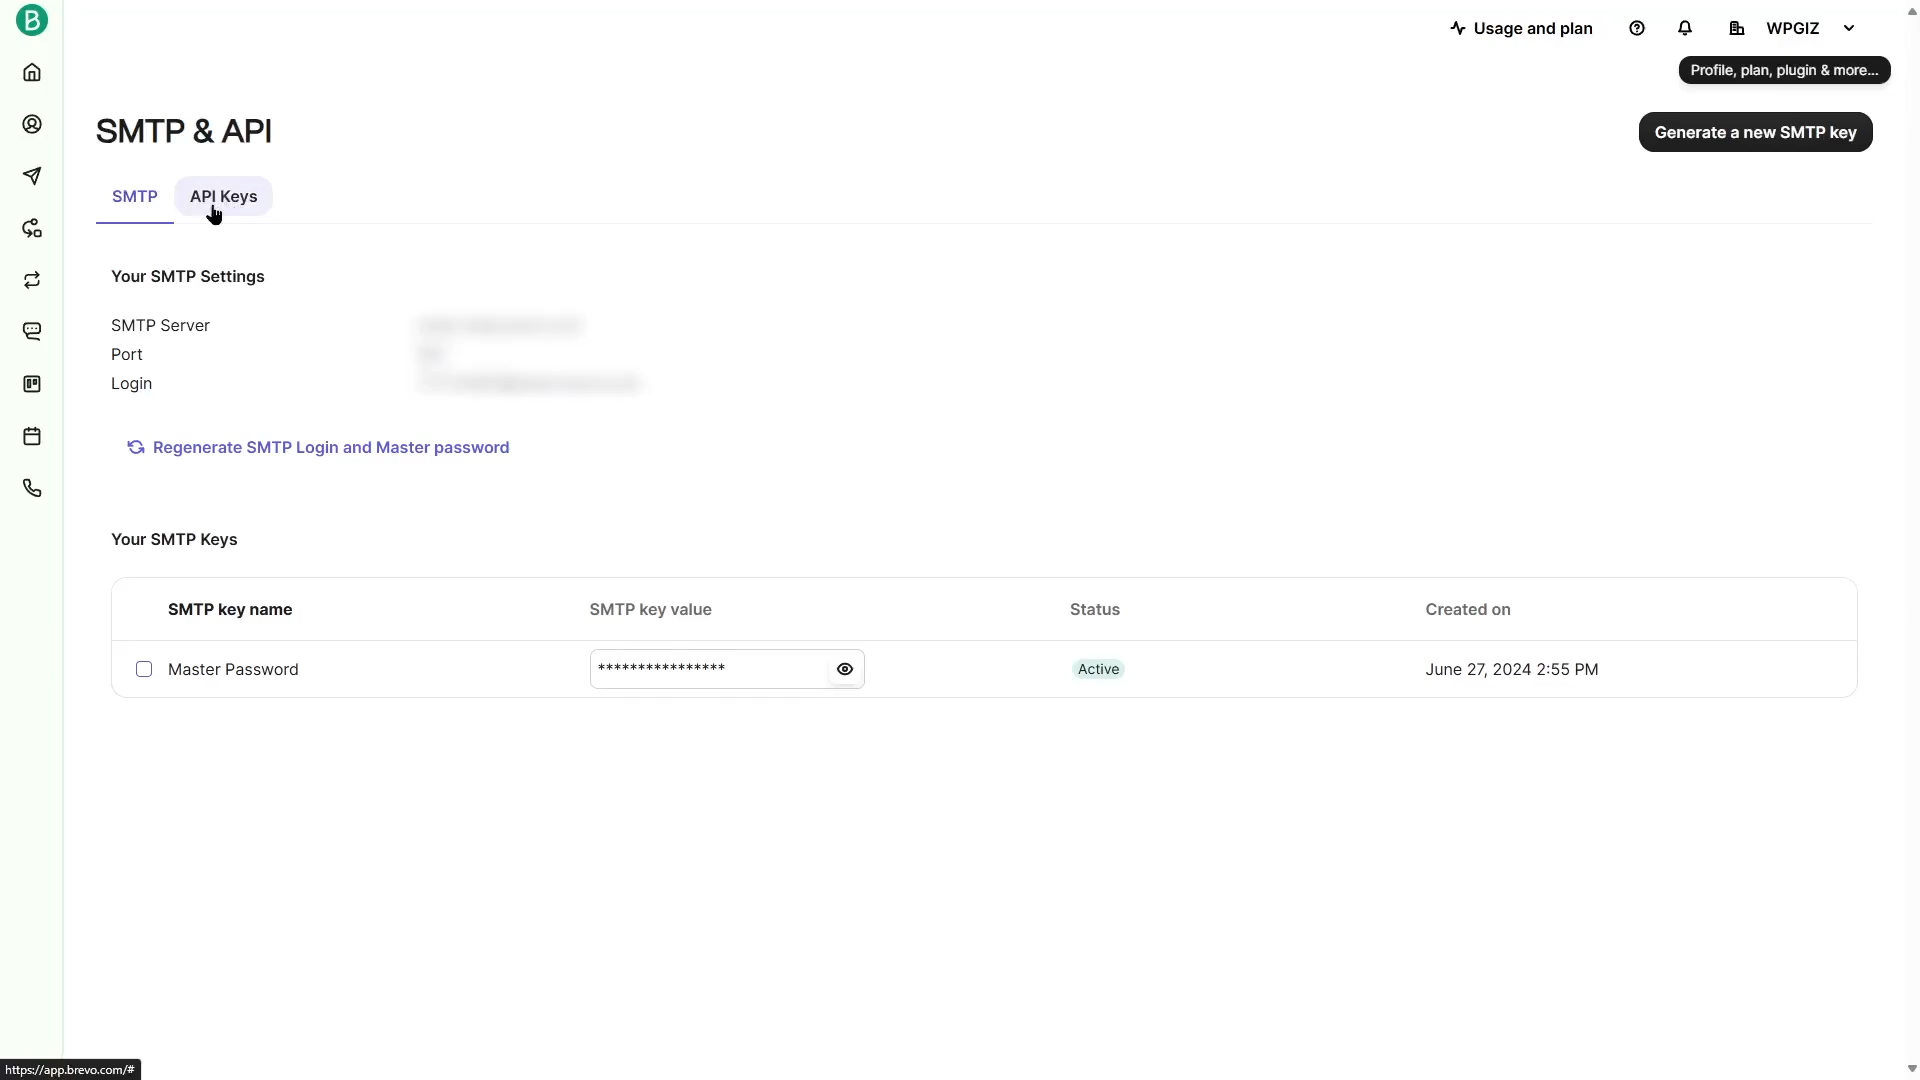 B
Usage and plan
WPGIZ
Profile, plan, plugin & more...
SMTP & API
Generate a new SMTP key
SMTP
API Keys
Your SMTP Settings
SMTP Server
Port
Login
Regenerate SMTP Login and Master password
Your SMTP Keys
SMTP key name
SMTP key value
Status
Created on
Master Password
****************
Active
June 27, 2024 2:55 PM
https://app.brevo.com/#